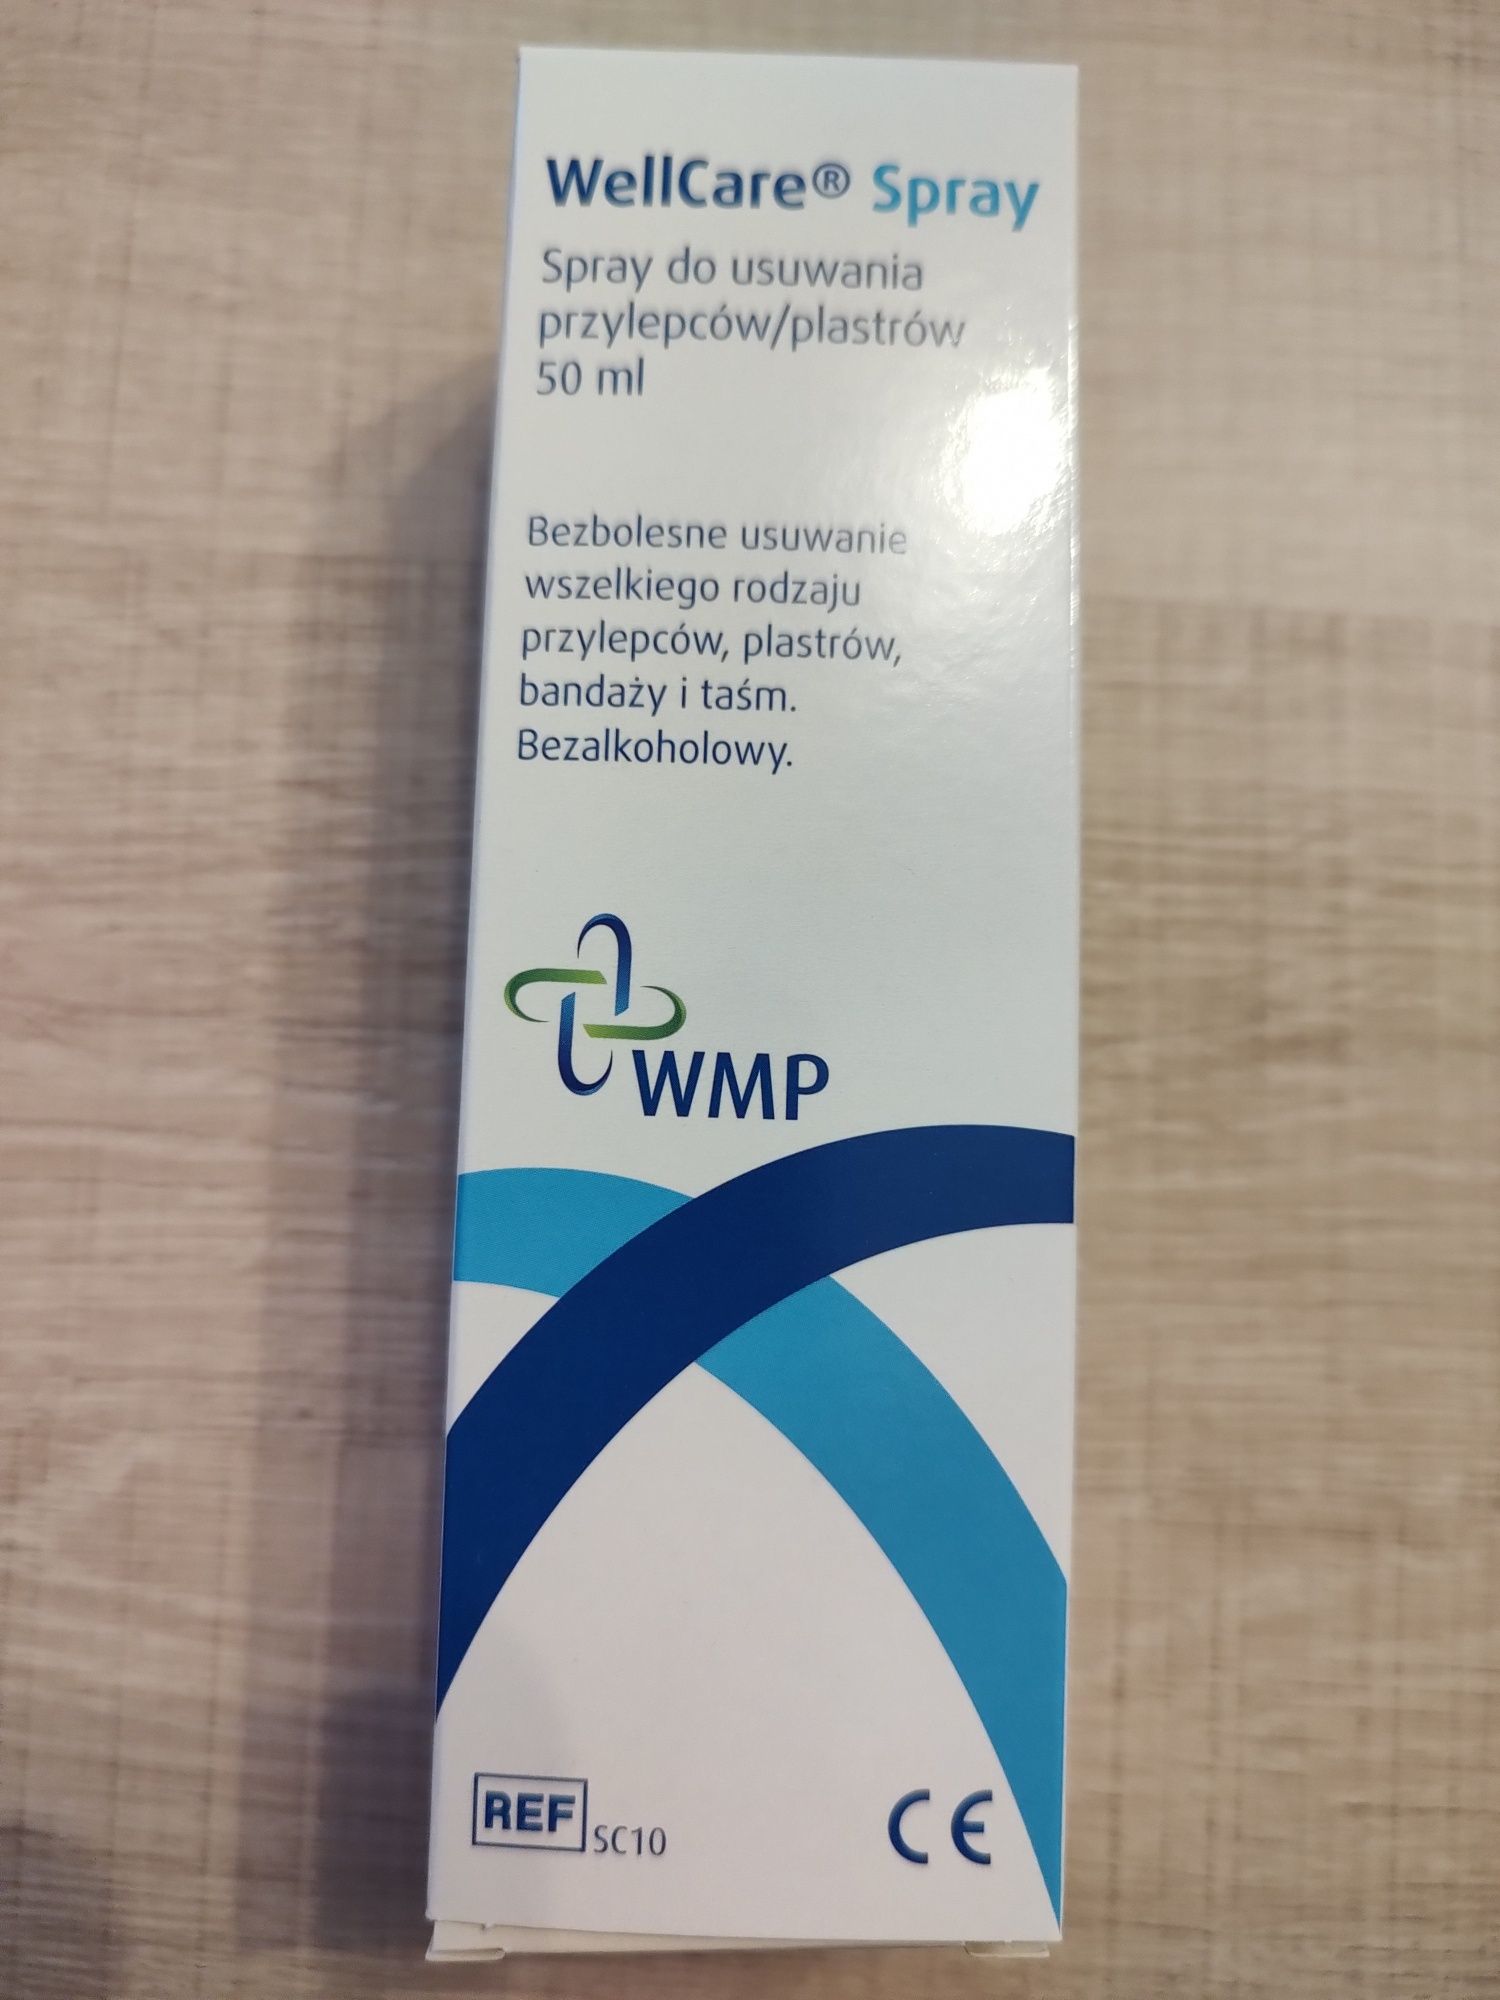 WellCare® Spray
Spray do usuwania
przylepców/plastrów
50 ml
Bezbolesne usuwanie
wszelkiego rodzaju
przylepców, plastrów,
bandaży i taśm.
Bezalkoholowy.
WMP
REF SC10
CE